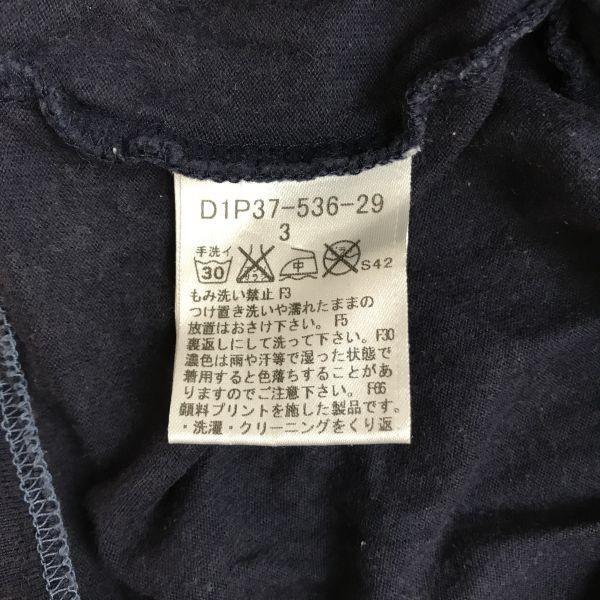 D1P37-536-29
3
手洗イ
30 中 S42
もみ洗い禁止 F3
つけ置き洗いや濡れたままの
放置はおさけ下さい。 F5
裏返しにして洗って下さい。 F30
濃色は雨や汗等で湿った状態で
着用すると色落ちすることがあ
りますのでご注意下さい。 F66
顔料プリントを施した製品です。
・洗濯・クリーニングをくり返